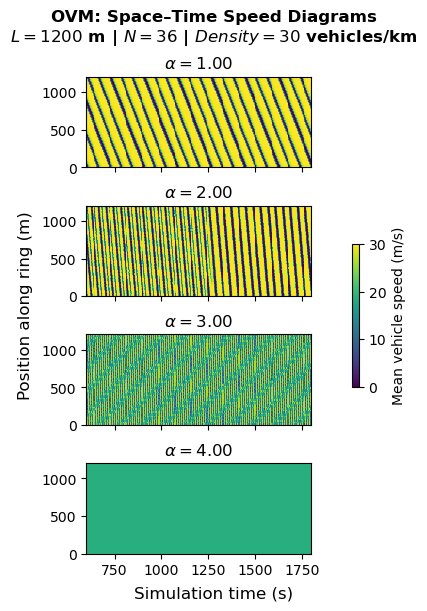 OVM: Space–Time Speed Diagrams
L = 1200 m | N = 36 | Density = 30 vehicles/km
α = 1.00
1000
500
0
α = 2.00
1000
500
0
α = 3.00
1000
500
0
α = 4.00
1000
500
0
750
1000
1250
1500
1750
Simulation time (s)
Position along ring (m)
30
20
10
0
Mean vehicle speed (m/s)